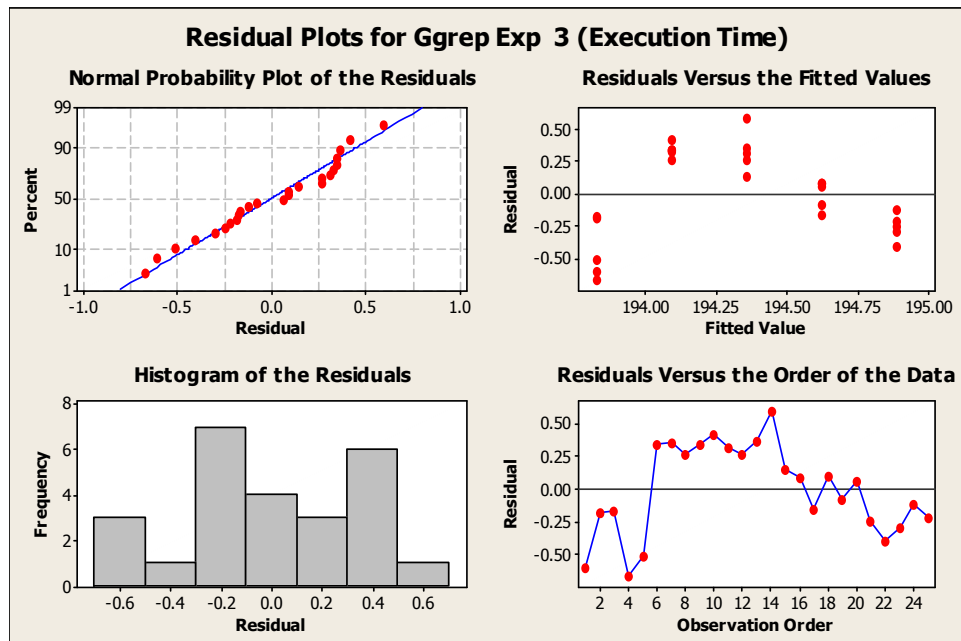 Residual Plots for Ggrep Exp 3 (Execution Time)
Normal Probability Plot of the Residuals
99
90
50
10
1
Percent
-1.0 -0.5 0.0 0.5 1.0
Residual
Residuals Versus the Fitted Values
0.50
0.25
0.00
-0.25
-0.50
Residual
194.00 194.25 194.50 194.75 195.00
Fitted Value
Histogram of the Residuals
8
6
4
2
0
Frequency
-0.6 -0.4 -0.2 0.0 0.2 0.4 0.6
Residual
Residuals Versus the Order of the Data
0.50
0.25
0.00
-0.25
-0.50
Residual
2 4 6 8 10 12 14 16 18 20 22 24
Observation Order